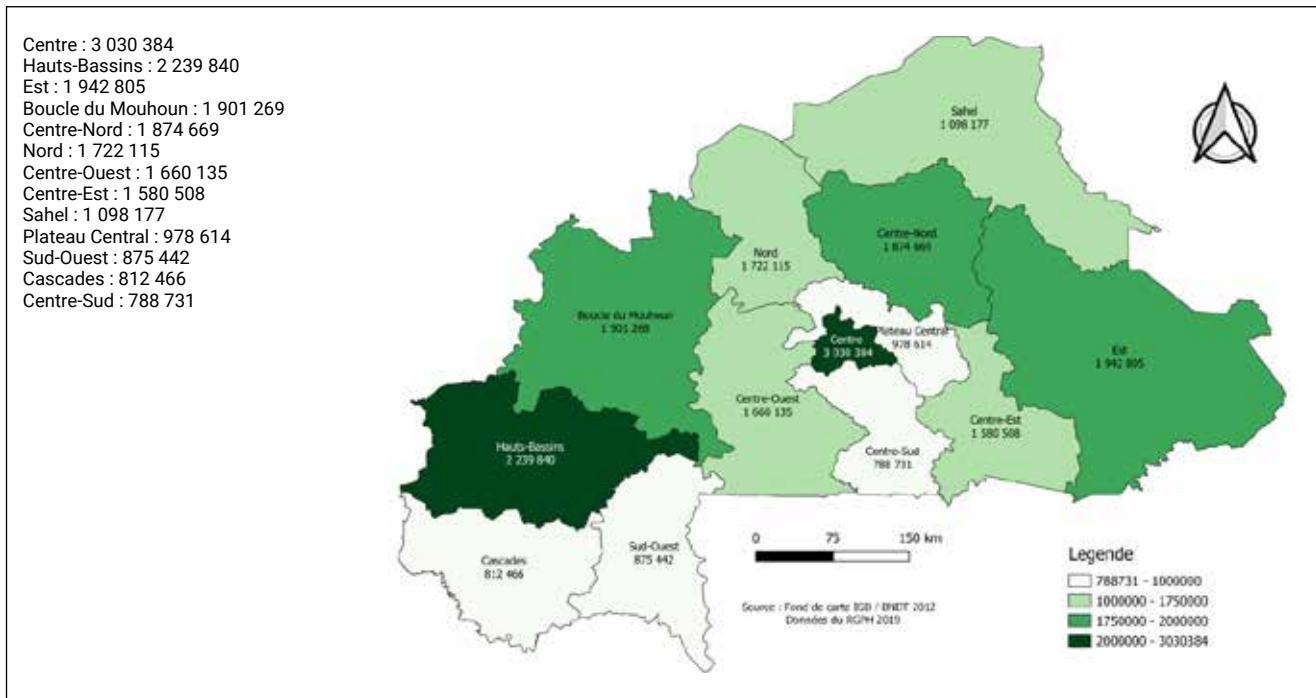 Centre : 3 030 384
Hauts-Bassins : 2 239 840
Est : 1 942 805
Boucle du Mouhoun : 1 901 269
Centre-Nord : 1 874 669
Nord : 1 722 115
Centre-Ouest : 1 660 135
Centre-Est : 1 580 508
Sahel : 1 098 177
Plateau Central : 978 614
Sud-Ouest : 875 442
Cascades : 812 466
Centre-Sud : 788 731
Sahel
1 098 177
Centre-Nord
1 874 669
Nord
1 722 115
Boucle du Mouhoun
1 901 269
Plateau Central
978 614
Centre
3 030 384
Est
1 942 805
Centre-Ouest
1 660 135
Centre-Est
1 580 508
Hauts-Bassins
2 239 840
Centre-Sud
788 731
Sud-Ouest
875 442
Cascades
812 466
0 75 150 km
Source : Fond de carte IGB / BNDT 2012
Données du RGPH 2019
Legende
788731 - 1000000
1000000 - 1750000
1750000 - 2000000
2000000 - 3030384